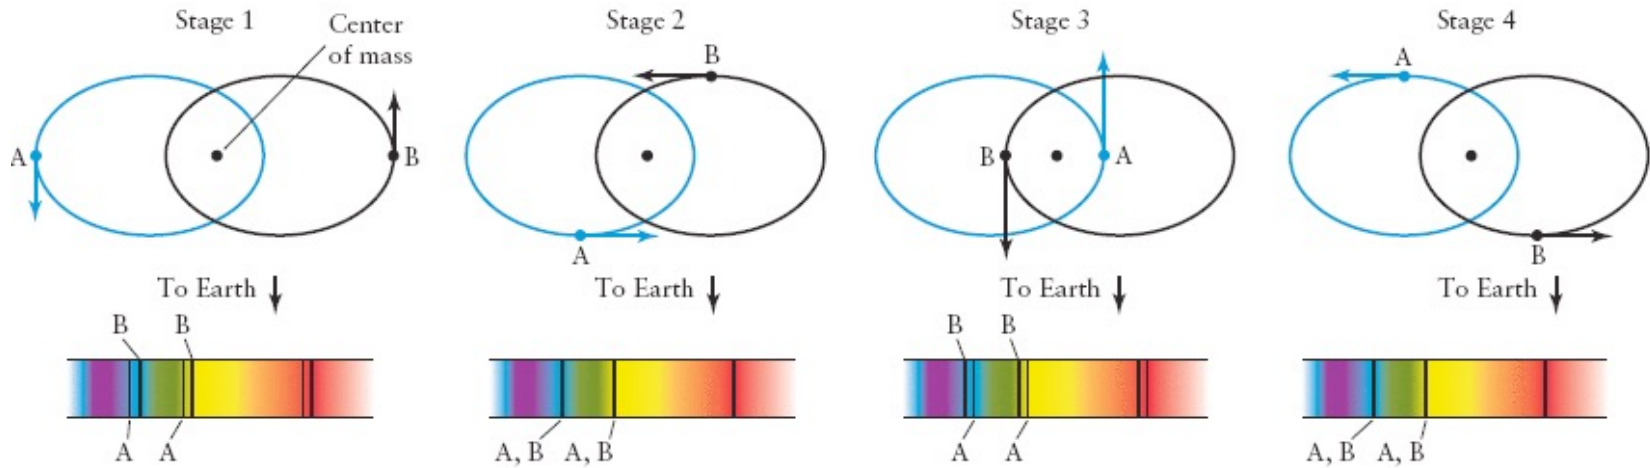 Stage 1
Center
of mass
A
B
To Earth
B
B
A
A
Stage 2
B
A
To Earth
A, B
A, B
Stage 3
B
A
To Earth
B
B
A
A
Stage 4
A
B
To Earth
A, B
A, B